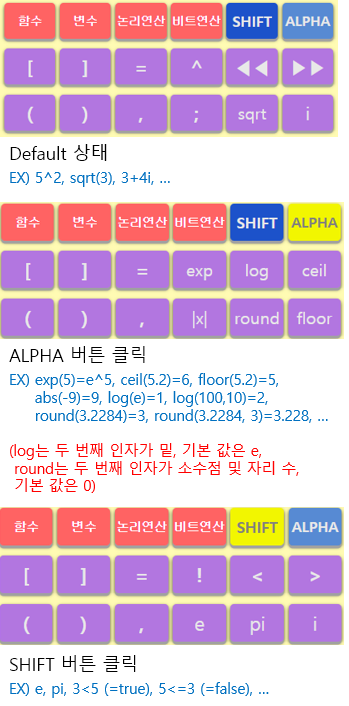 함수 변수 논리연산 비트연산 SHIFT ALPHA
[ ] = ^ ◀◀ ▶▶
( ) , ; sqrt i
Default 상태
EX) 5^2, sqrt(3), 3+4i, ...
함수 변수 논리연산 비트연산 SHIFT ALPHA
[ ] = exp log ceil
( ) , |x| round floor
ALPHA 버튼 클릭
EX) exp(5)=e^5, ceil(5.2)=6, floor(5.2)=5,
abs(-9)=9, log(e)=1, log(100,10)=2,
round(3.2284)=3, round(3.2284, 3)=3.228, ...
(log는 두 번째 인자가 밑, 기본 값은 e,
round는 두 번째 인자가 소수점 및 자리 수,
기본 값은 0)
함수 변수 논리연산 비트연산 SHIFT ALPHA
[ ] = ! < >
( ) , e pi i
SHIFT 버튼 클릭
EX) e, pi, 3<5 (=true), 5<=3 (=false), ...